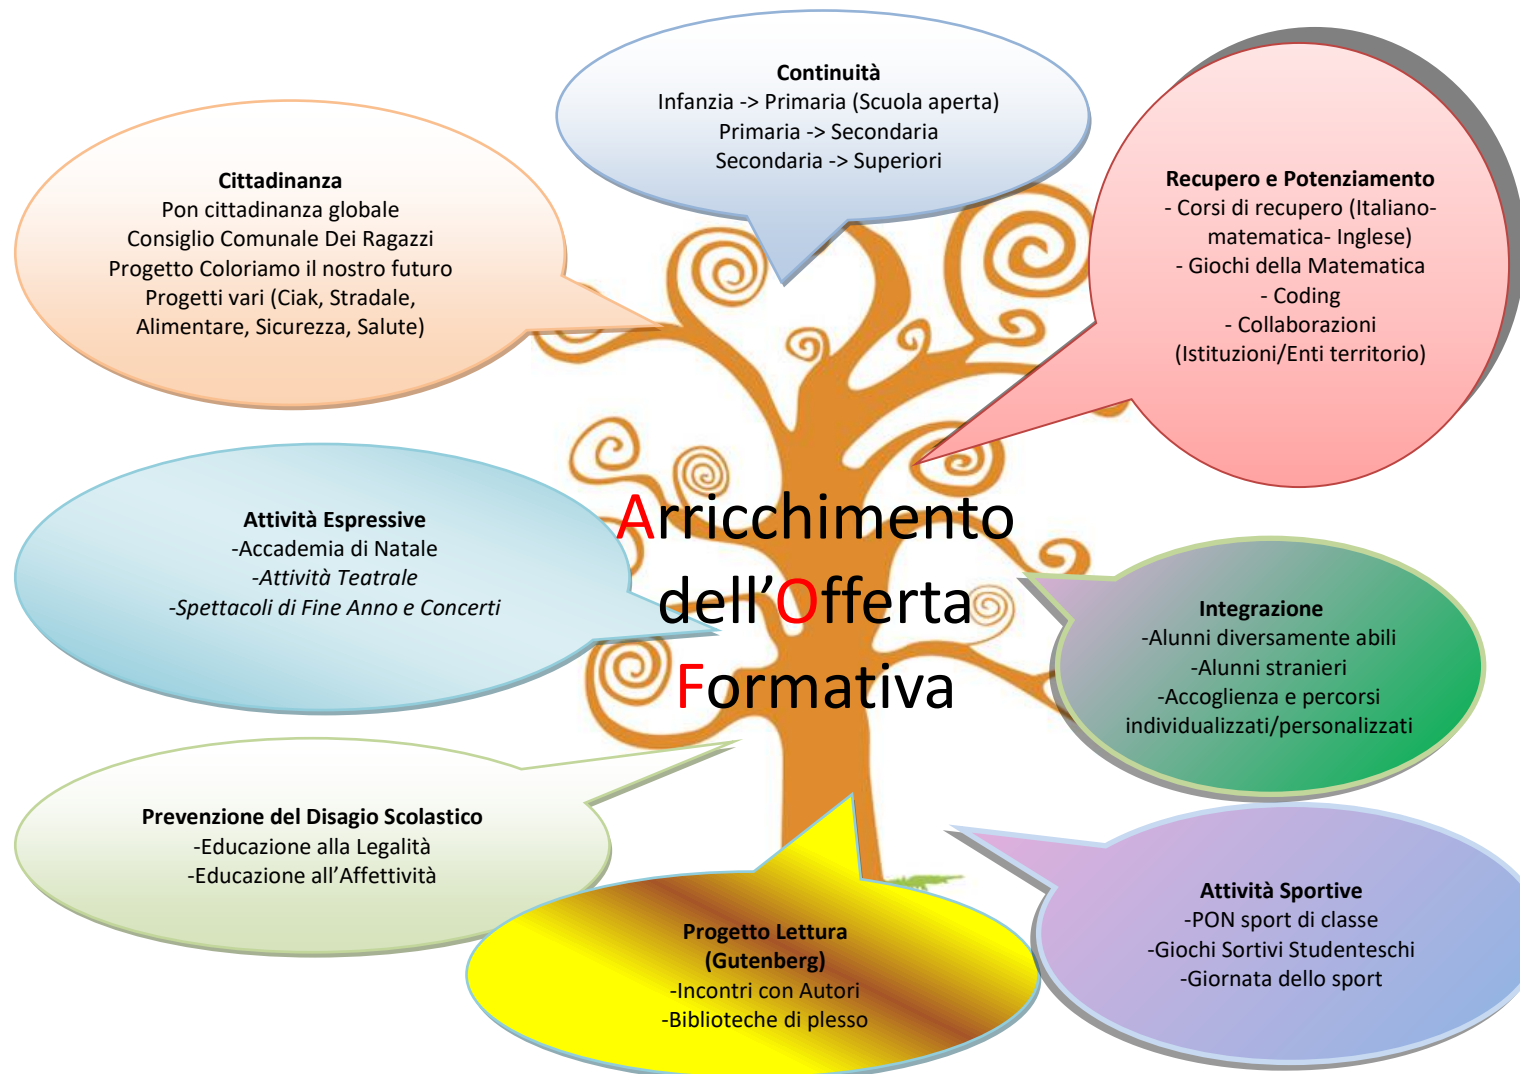 Continuità
Infanzia -> Primaria (Scuola aperta)
Primaria -> Secondaria
Secondaria -> Superiori
Cittadinanza
Pon cittadinanza globale
Consiglio Comunale Dei Ragazzi
Progetto Coloriamo il nostro futuro
Progetti vari (Ciak, Stradale,
Alimentare, Sicurezza, Salute)
Recupero e Potenziamento
- Corsi di recupero (Italiano-
matematica- Inglese)
- Giochi della Matematica
- Coding
- Collaborazioni
(Istituzioni/Enti territorio)
Attività Espressive
-Accademia di Natale
-Attività Teatrale
-Spettacoli di Fine Anno e Concerti
Arricchimento
dell’Offerta
Formativa
Integrazione
-Alunni diversamente abili
-Alunni stranieri
-Accoglienza e percorsi
individualizzati/personalizzati
Prevenzione del Disagio Scolastico
-Educazione alla Legalità
-Educazione all’Affettività
Progetto Lettura
(Gutenberg)
-Incontri con Autori
-Biblioteche di plesso
Attività Sportive
-PON sport di classe
-Giochi Sortivi Studenteschi
-Giornata dello sport